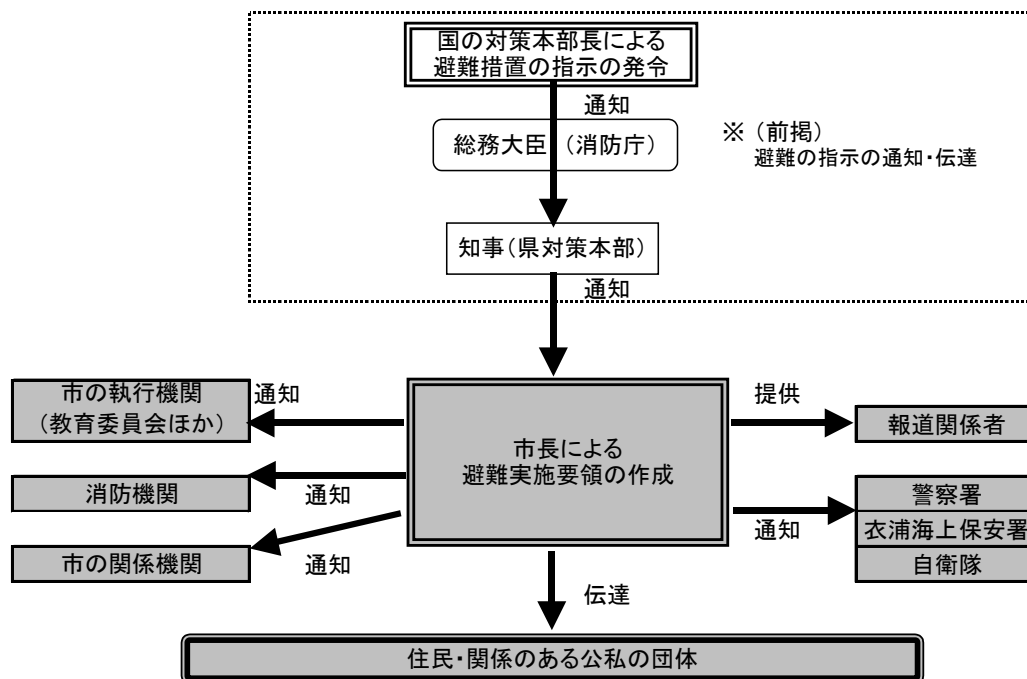 国の対策本部長による
避難措置の指示の発令
通知
総務大臣 (消防庁)
※ (前掲)
避難の指示の通知・伝達
知事(県対策本部)
通知
市の執行機関
(教育委員会ほか)
通知
提供
報道関係者
市長による
避難実施要領の作成
消防機関
通知
警察署
通知
衣浦海上保安署
市の関係機関
通知
自衛隊
伝達
住民・関係のある公私の団体